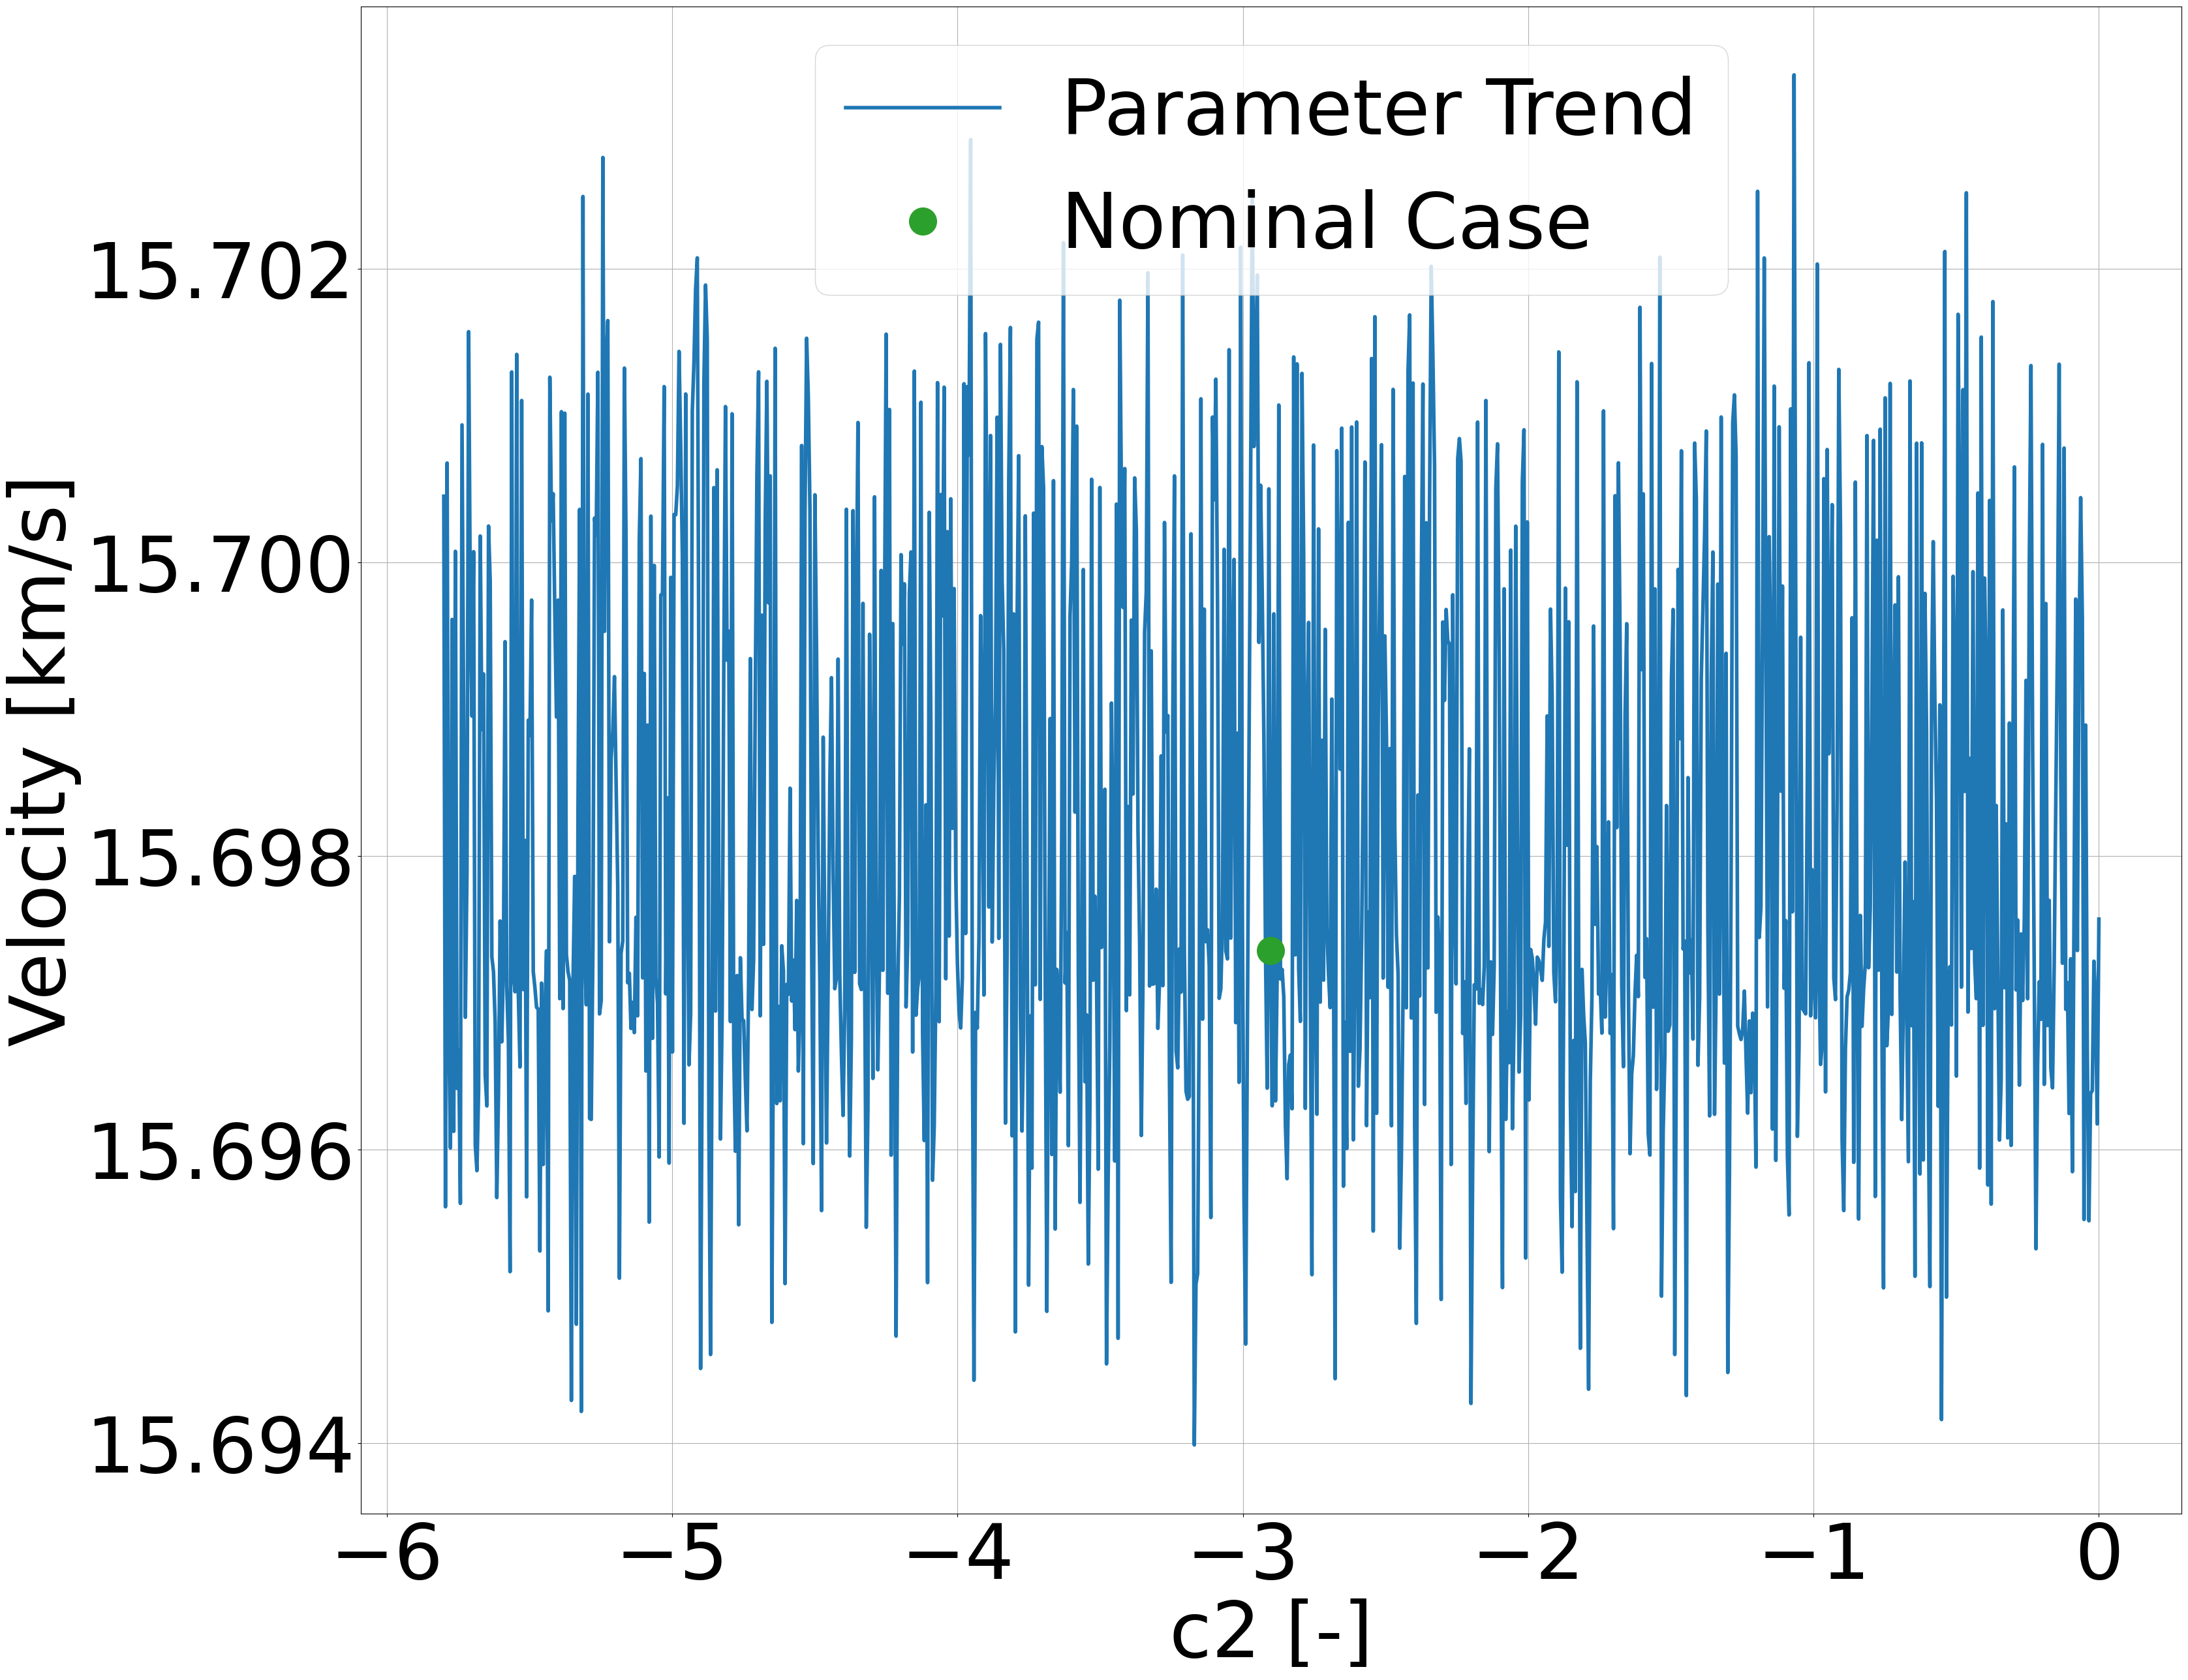 Parameter Trend
Nominal Case
Velocity [km/s]
15.702
15.700
15.698
15.696
15.694
−6 −5 −4 −3 −2 −1 0
c2 [-]